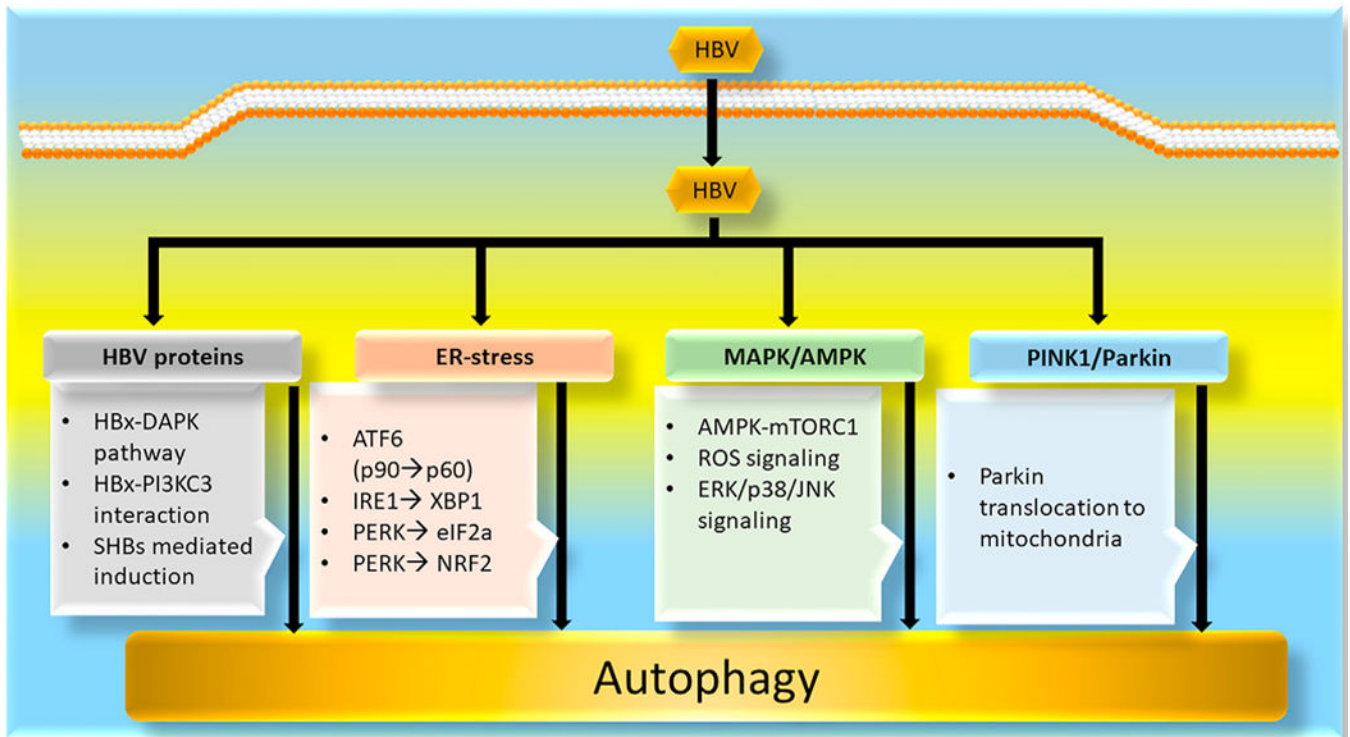 HBV
HBV
HBV proteins
• HBx-DAPK
pathway
• HBx-PI3KC3
interaction
• SHBs mediated
induction
ER-stress
• ATF6
(p90→p60)
• IRE1→ XBP1
• PERK→ eIF2a
• PERK→ NRF2
MAPK/AMPK
• AMPK-mTORC1
• ROS signaling
• ERK/p38/JNK
signaling
PINK1/Parkin
• Parkin
translocation to
mitochondria
Autophagy